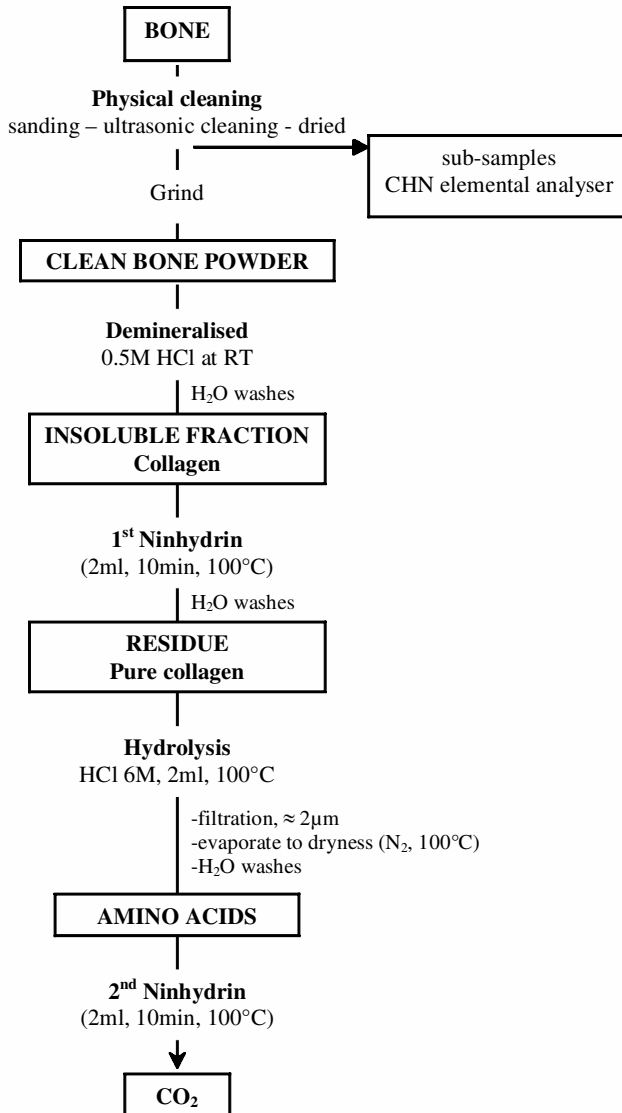 BONE
Physical cleaning
sanding – ultrasonic cleaning - dried
sub-samples
CHN elemental analyser
Grind
CLEAN BONE POWDER
Demineralised
0.5M HCl at RT
H₂O washes
INSOLUBLE FRACTION
Collagen
1st Ninhydrin
(2ml, 10min, 100°C)
H₂O washes
RESIDUE
Pure collagen
Hydrolysis
HCl 6M, 2ml, 100°C
-filtration, ≈ 2µm
-evaporate to dryness (N₂, 100°C)
-H₂O washes
AMINO ACIDS
2nd Ninhydrin
(2ml, 10min, 100°C)
CO₂